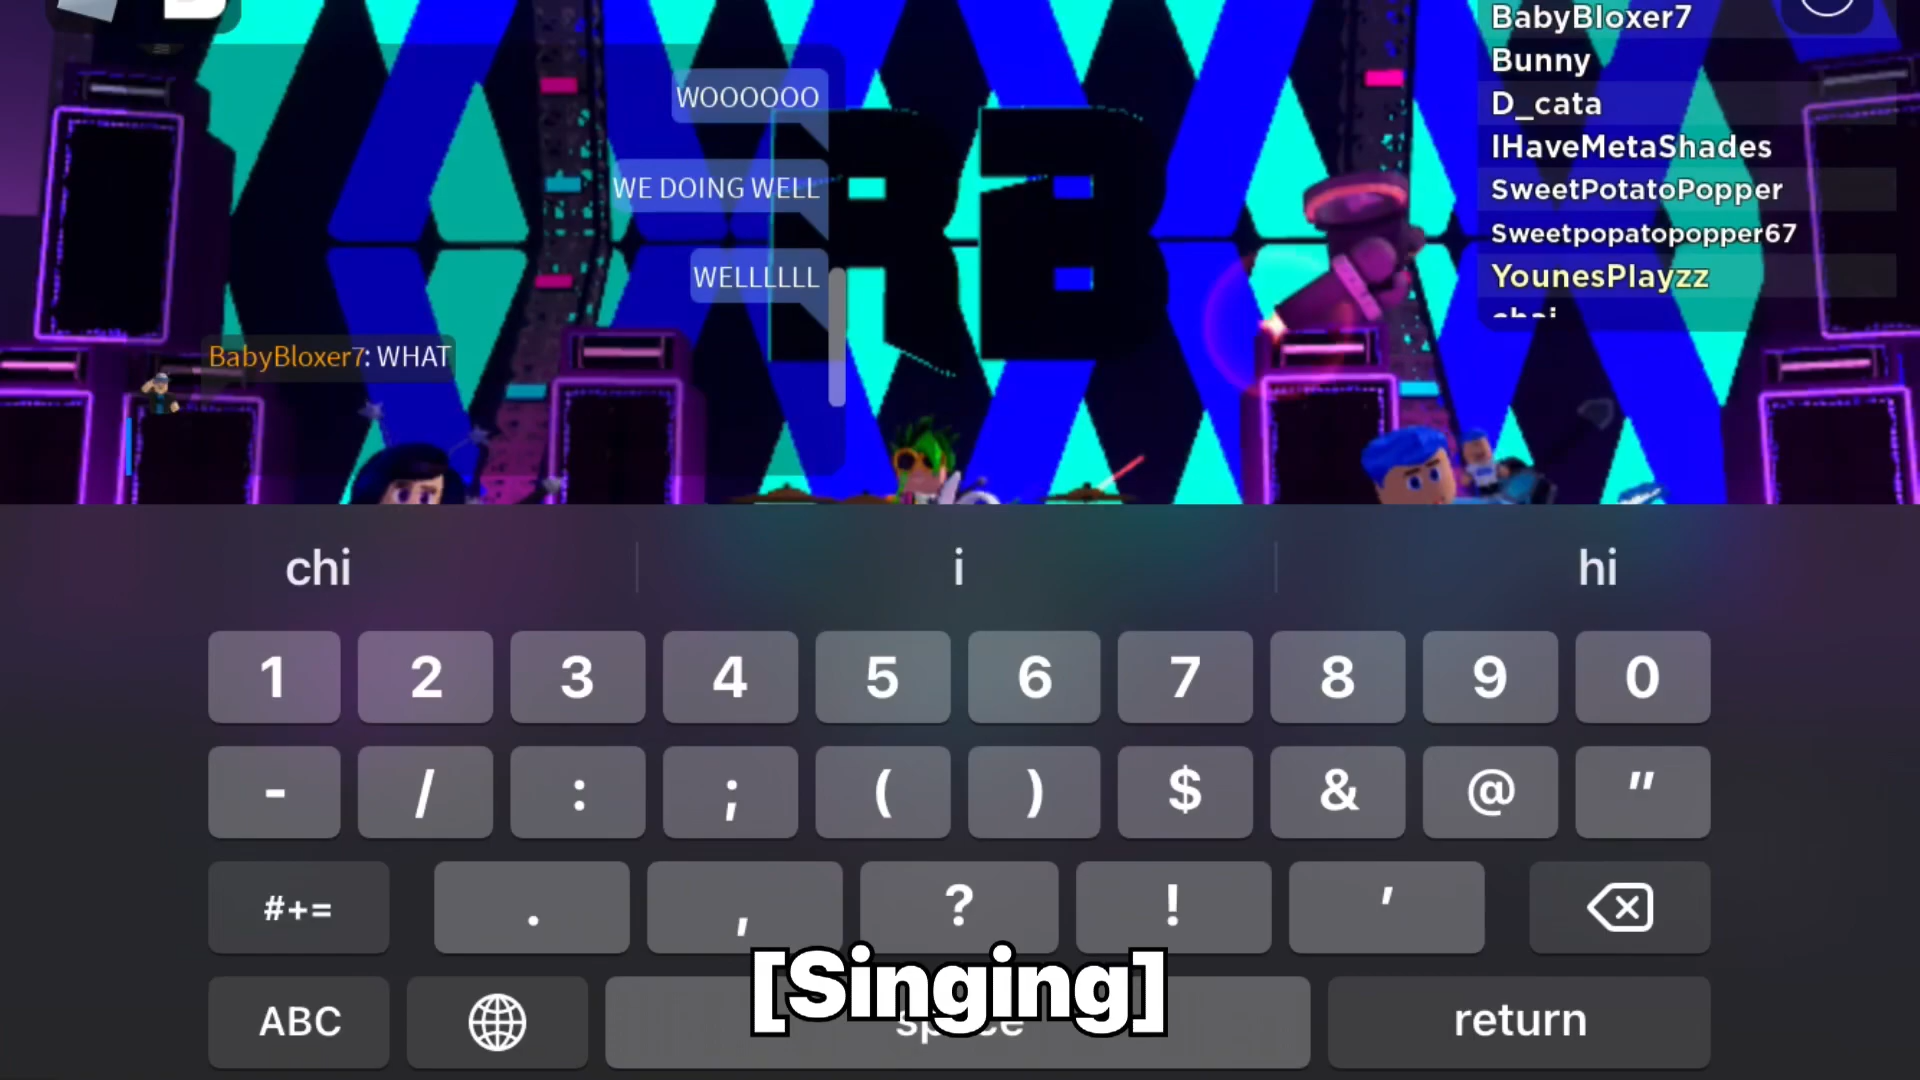 BabyBloxer7
Bunny
D_cata
IHaveMetaShades
SweetPotatoPopper
Sweetpopatopopper67
YounesPlayzz
WOOOOOO
WE DOING WELL
WELLLLLL
BabyBloxer7: WHAT
RB
chi i hi
1 2 3 4 5 6 7 8 9 0
- / : ; ( ) $ & @ "
#+= . , ? ! '
[Singing]
ABC space return